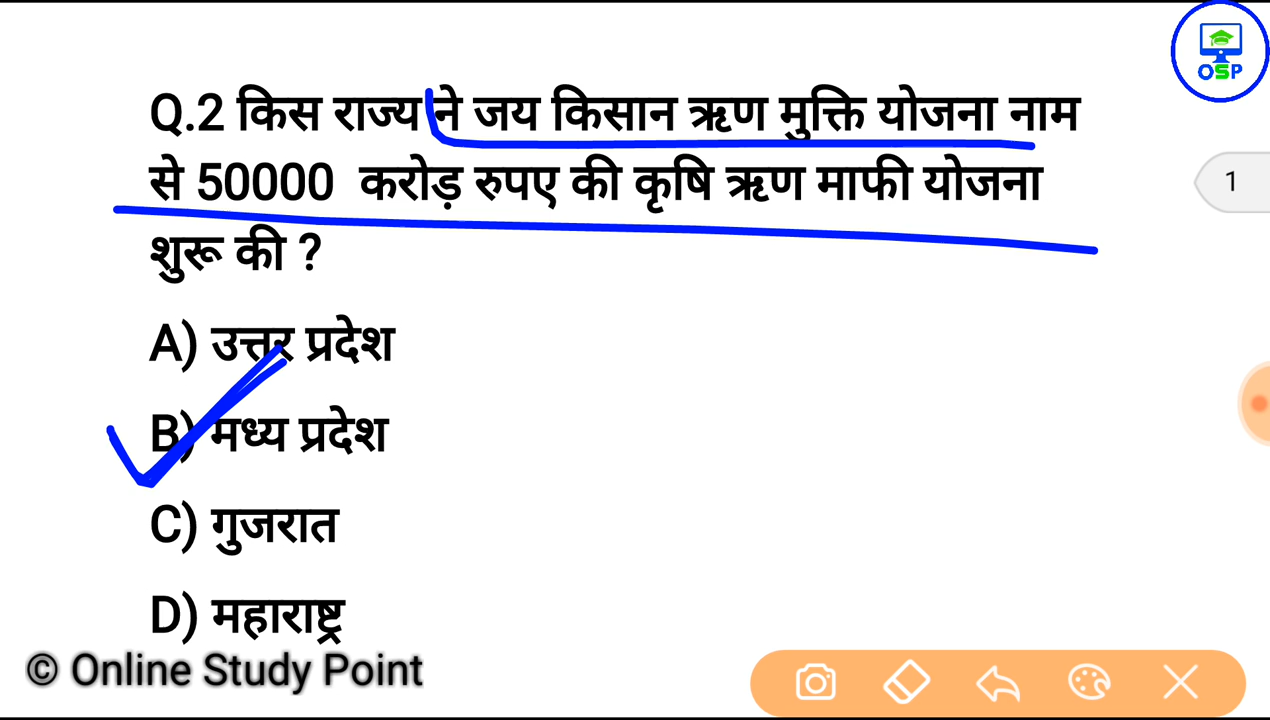 OSP
Q.2 किस राज्य ने जय किसान ऋण मुक्ति योजना नाम
से 50000 करोड़ रुपए की कृषि ऋण माफी योजना
1
शुरू की ?
A) उत्तर प्रदेश
B) मध्य प्रदेश
C) गुजरात
D) महाराष्ट्र
© Online Study Point